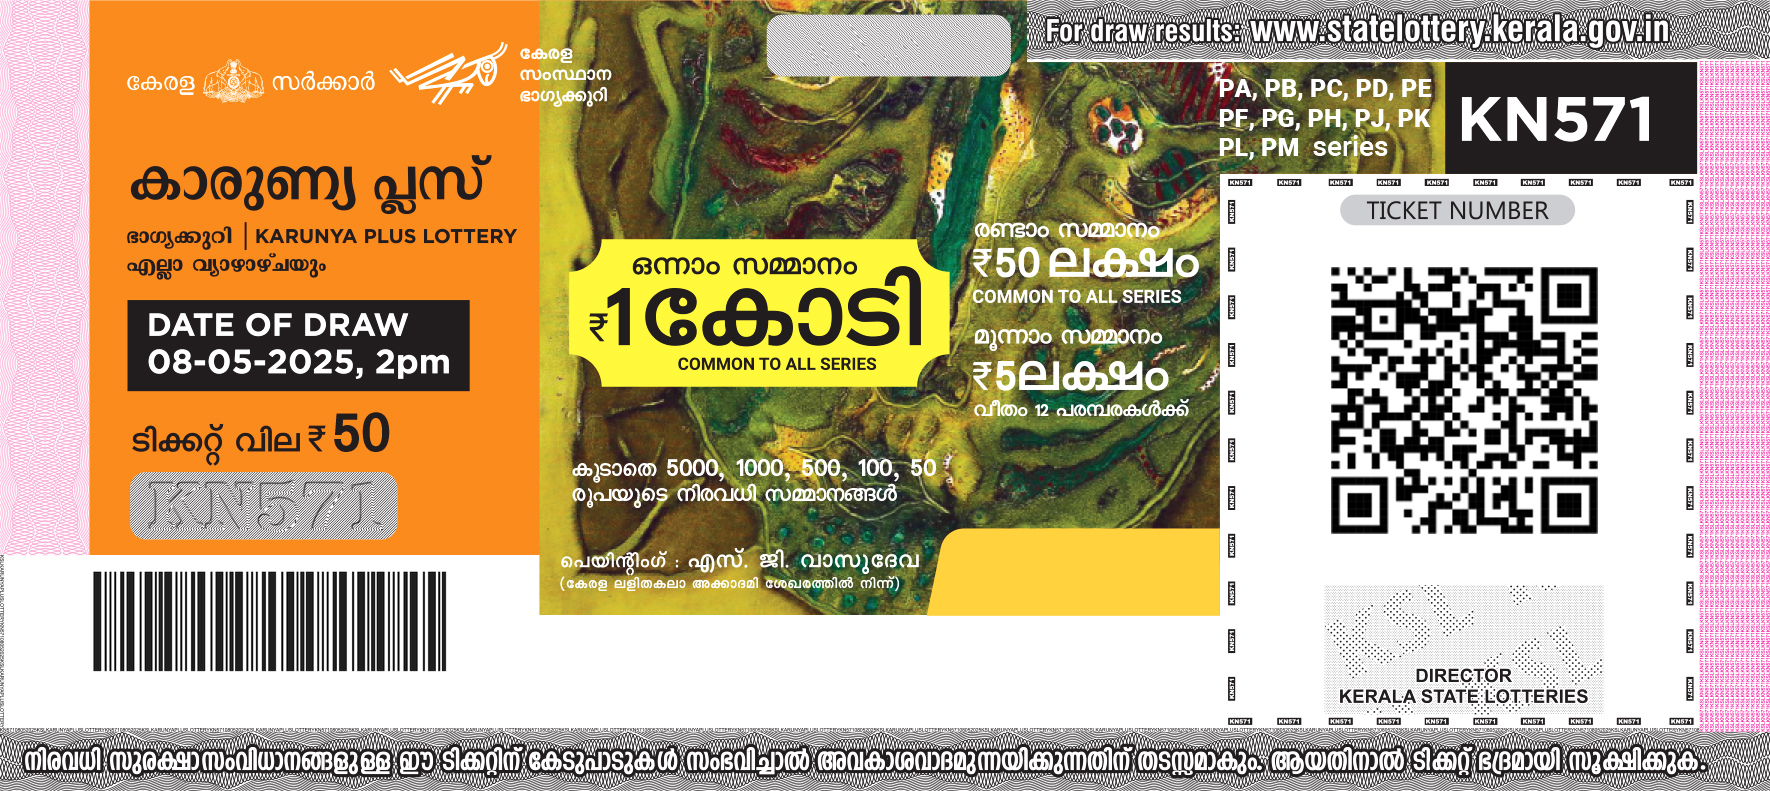 For draw results: www.statelottery.kerala.gov.in
കേരള സർക്കാർ
കേരള
സംസ്ഥാന
ഭാഗ്യക്കുറി
PA, PB, PC, PD, PE
PF, PG, PH, PJ, PK
PL, PM series
KN571
കാരുണ്യ പ്ലസ്
ഭാഗ്യക്കുറി | KARUNYA PLUS LOTTERY
എല്ലാ വ്യാഴാഴ്ചയും
DATE OF DRAW
08-05-2025, 2pm
ടിക്കറ്റ് വില ₹ 50
KN571
ഒന്നാം സമ്മാനം
₹1കോടി
COMMON TO ALL SERIES
രണ്ടാം സമ്മാനം
₹50 ലക്ഷം
COMMON TO ALL SERIES
മൂന്നാം സമ്മാനം
₹5ലക്ഷം
വീതം 12 പരമ്പരകൾക്ക്
കൂടാതെ 5000, 1000, 500, 100, 50
രൂപയുടെ നിരവധി സമ്മാനങ്ങൾ
പെയിന്റിംഗ് : എസ്. ജി. വാസുദേവ
(കേരള ലളിതകലാ അക്കാദമി ശേഖരത്തിൽ നിന്ന്)
TICKET NUMBER
KSL
KSL
DIRECTOR
KERALA STATE LOTTERIES
നിരവധി സുരക്ഷാസംവിധാനങ്ങളുള്ള ഈ ടിക്കറ്റിന് കേടുപാടുകൾ സംഭവിച്ചാൽ അവകാശവാദമുന്നയിക്കുന്നതിന് തടസ്സമാകും. ആയതിനാൽ ടിക്കറ്റ് ഭദ്രമായി സൂക്ഷിക്കുക.